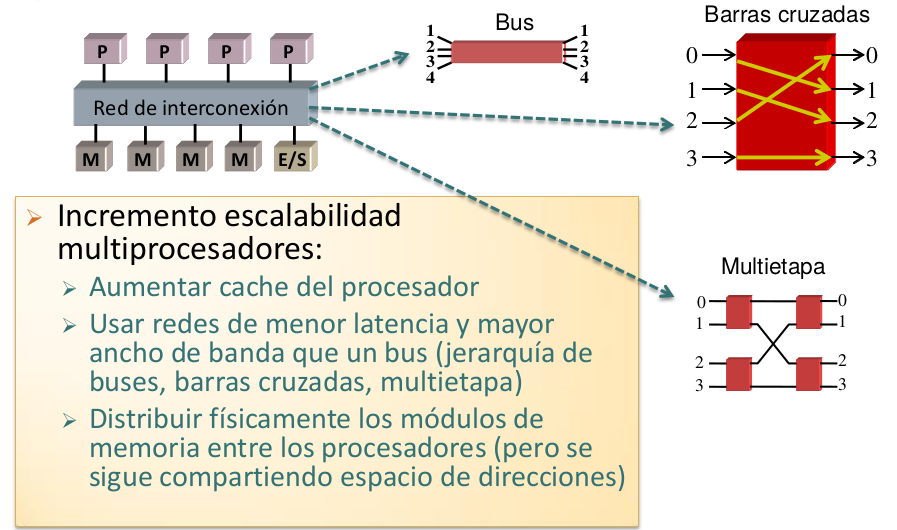 Bus
Barras cruzadas
P P P P
1 1
2 2
3 3
4 4
Red de interconexión
M M M M E/S
0 0
1 1
2 2
3 3
Incremento escalabilidad
multiprocesadores:
Aumentar cache del procesador
Usar redes de menor latencia y mayor
ancho de banda que un bus (jerarquía de
buses, barras cruzadas, multietapa)
Distribuir físicamente los módulos de
memoria entre los procesadores (pero se
sigue compartiendo espacio de direcciones)
Multietapa
0 0
1 1
2 2
3 3